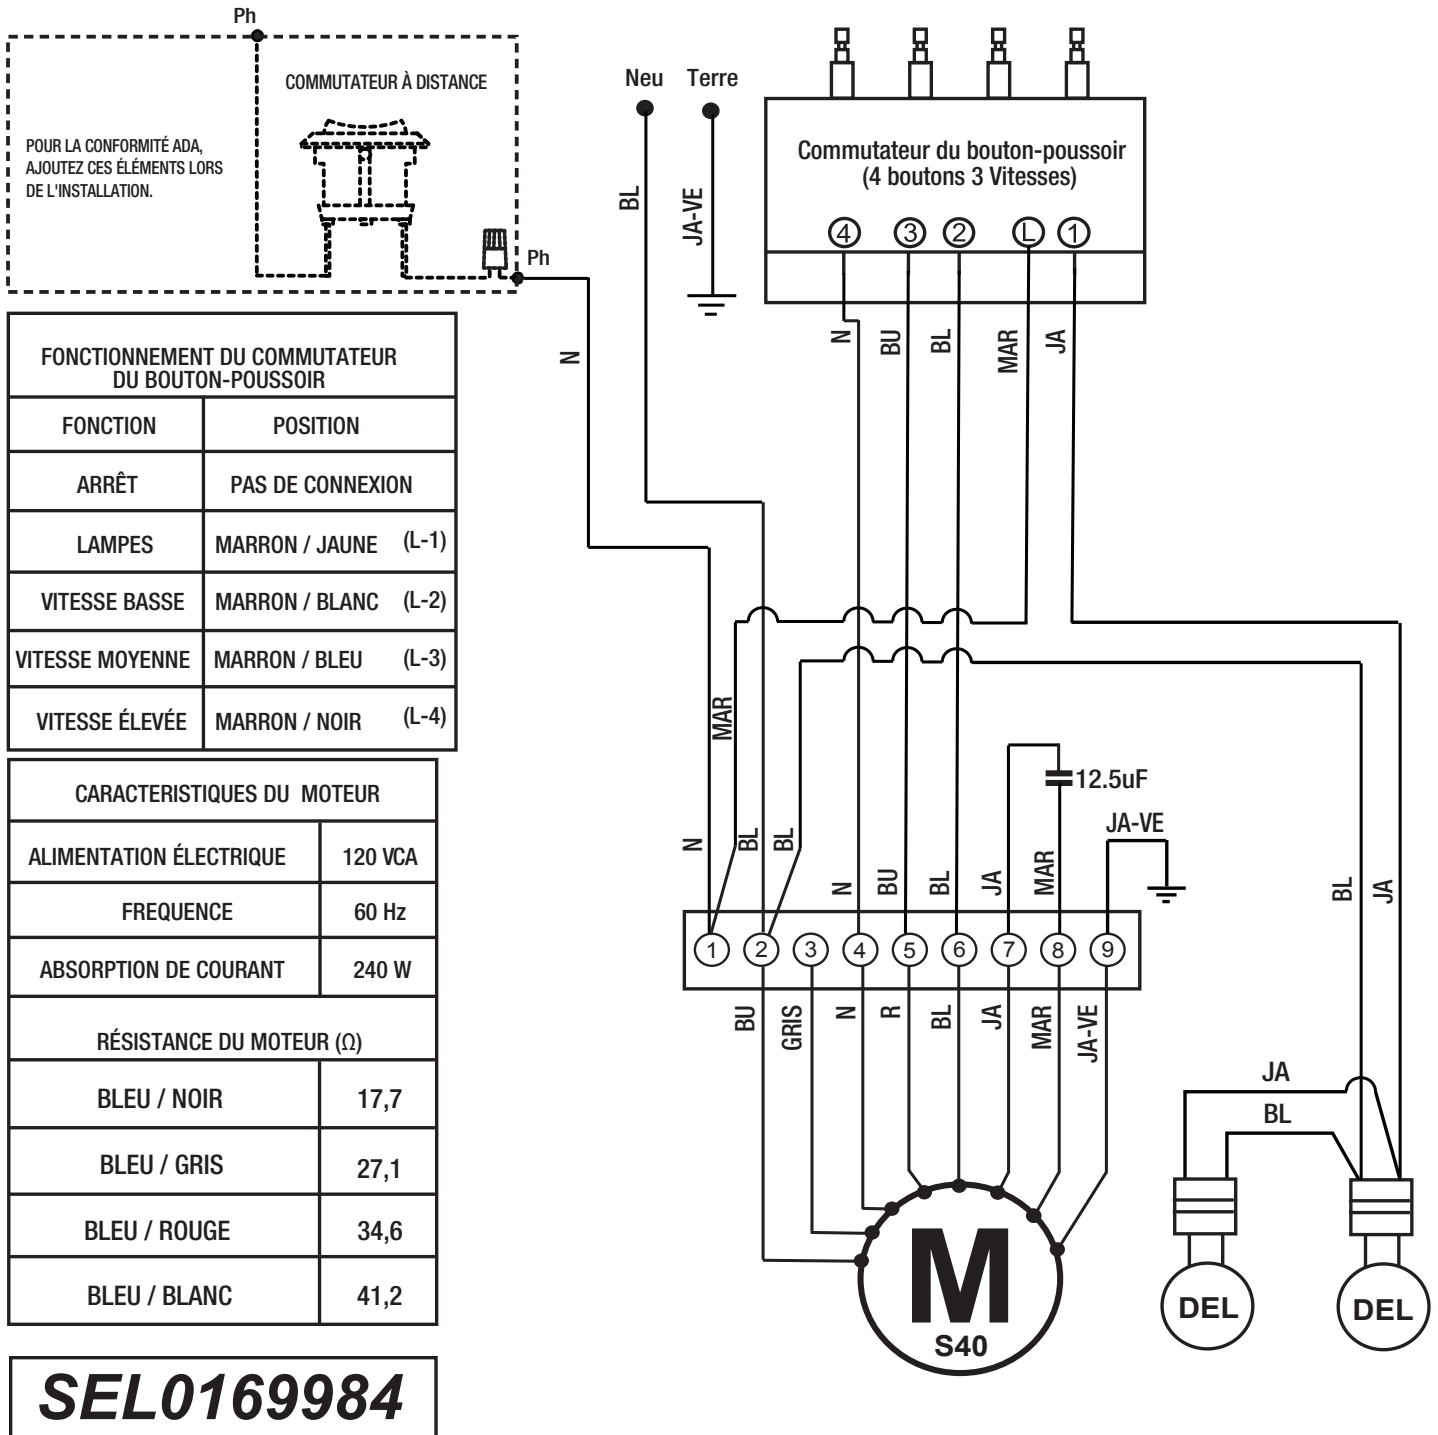 Ph
COMMUTATEUR À DISTANCE
POUR LA CONFORMITÉ ADA,
AJOUTEZ CES ÉLÉMENTS LORS
DE L'INSTALLATION.
Ph
N
Neu Terre
BL
JA-VE
Commutateur du bouton-poussoir
(4 boutons 3 Vitesses)
4 3 2 L 1
N BU BL MAR JA
FONCTIONNEMENT DU COMMUTATEUR
DU BOUTON-POUSSOIR
FONCTION POSITION
ARRÊT PAS DE CONNEXION
LAMPES MARRON / JAUNE (L-1)
VITESSE BASSE MARRON / BLANC (L-2)
VITESSE MOYENNE MARRON / BLEU (L-3)
VITESSE ÉLEVÉE MARRON / NOIR (L-4)
CARACTERISTIQUES DU MOTEUR
ALIMENTATION ÉLECTRIQUE 120 VCA
FREQUENCE 60 Hz
ABSORPTION DE COURANT 240 W
RÉSISTANCE DU MOTEUR (Ω)
BLEU / NOIR 17,7
BLEU / GRIS 27,1
BLEU / ROUGE 34,6
BLEU / BLANC 41,2
SEL0169984
MAR
12.5uF
JA-VE
N BL BL N BU BL JA MAR
BL JA
1 2 3 4 5 6 7 8 9
BU GRIS N R BL JA MAR JA-VE
JA
BL
M
S40
DEL
DEL